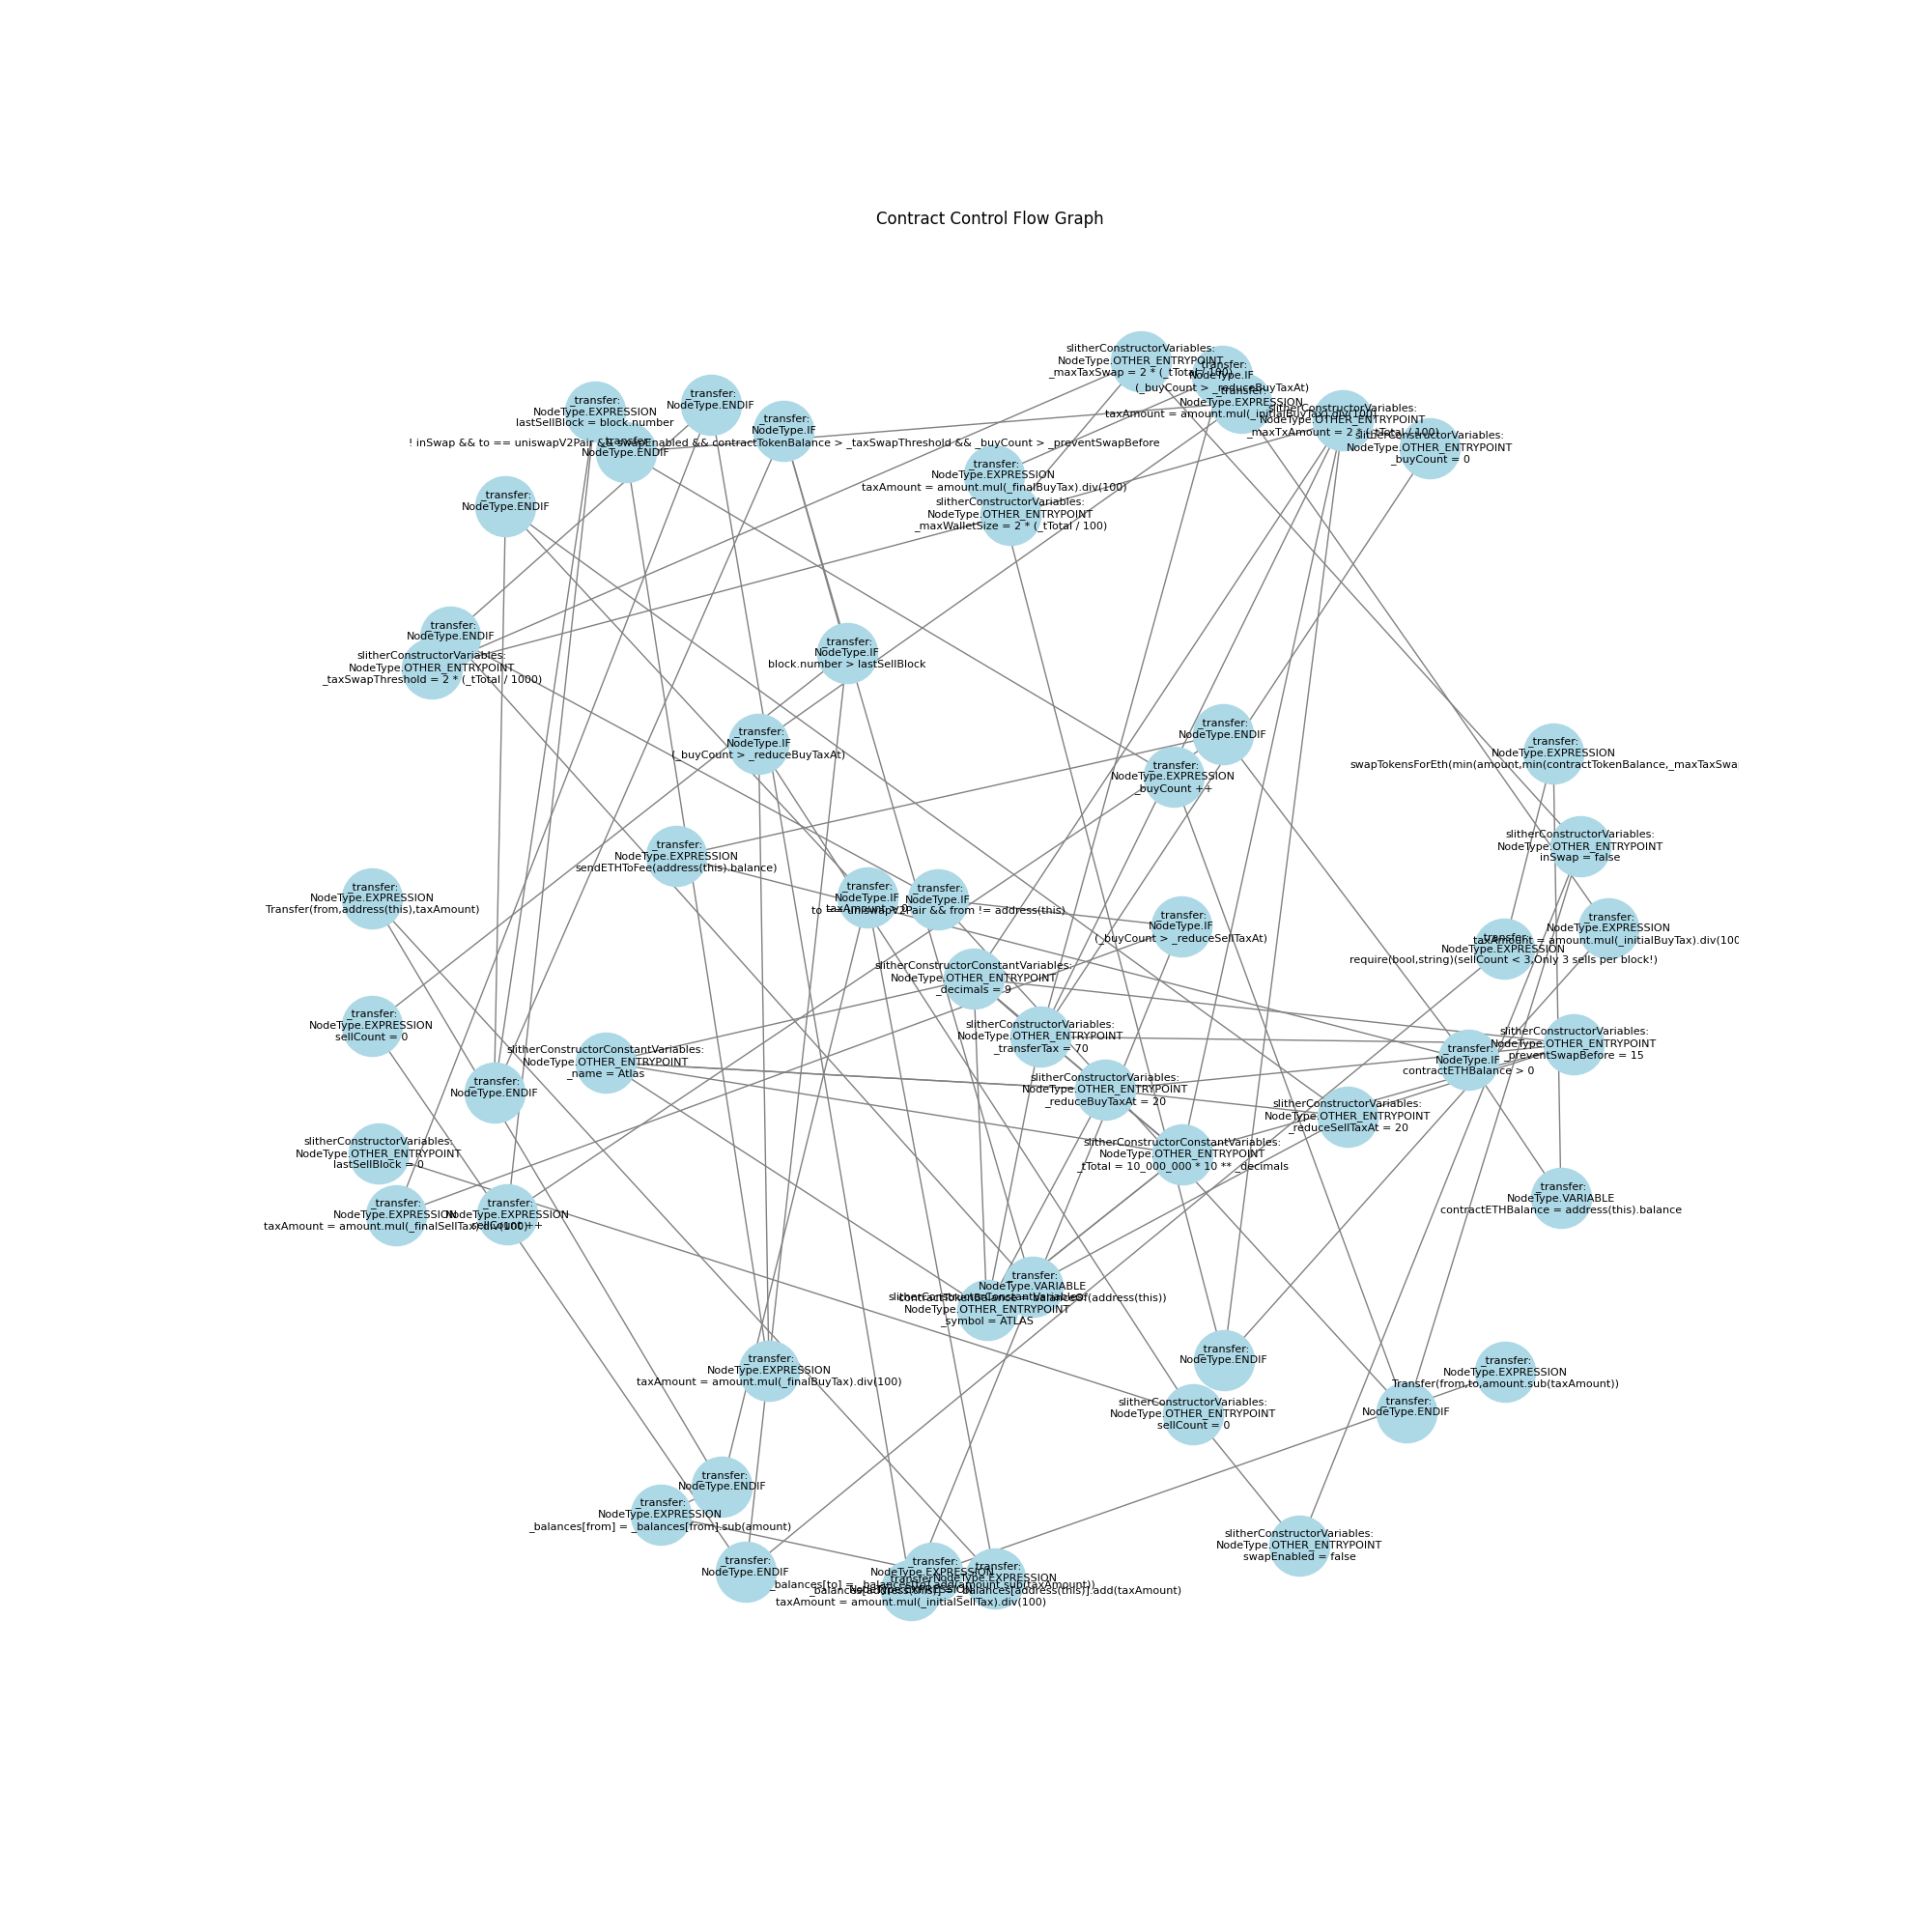 Contract Control Flow Graph
slitherConstructorVariables:
NodeType.OTHER_ENTRYPOINT
_maxTaxSwap = 2 * (_tTotal / 100)
_transfer:
NodeType.IF
(_buyCount > _reduceBuyTaxAt)
_transfer:
NodeType.EXPRESSION
taxAmount = amount.mul(_initialBuyTax).div(100)
slitherConstructorVariables:
NodeType.OTHER_ENTRYPOINT
_maxTxAmount = 2 * (_tTotal / 100)
slitherConstructorVariables:
NodeType.OTHER_ENTRYPOINT
_buyCount = 0
_transfer:
NodeType.EXPRESSION
lastSellBlock = block.number
_transfer:
NodeType.ENDIF
_transfer:
NodeType.IF
! inSwap && to == uniswapV2Pair && swapEnabled && contractTokenBalance > _taxSwapThreshold && _buyCount > _preventSwapBefore
_transfer:
NodeType.ENDIF
_transfer:
NodeType.EXPRESSION
taxAmount = amount.mul(_finalBuyTax).div(100)
slitherConstructorVariables:
NodeType.OTHER_ENTRYPOINT
_maxWalletSize = 2 * (_tTotal / 100)
_transfer:
NodeType.ENDIF
_transfer:
NodeType.ENDIF
slitherConstructorVariables:
NodeType.OTHER_ENTRYPOINT
_taxSwapThreshold = 2 * (_tTotal / 1000)
_transfer:
NodeType.IF
block.number > lastSellBlock
_transfer:
NodeType.IF
(_buyCount > _reduceBuyTaxAt)
_transfer:
NodeType.ENDIF
_transfer:
NodeType.EXPRESSION
_buyCount ++
_transfer:
NodeType.EXPRESSION
swapTokensForEth(min(amount,min(contractTokenBalance,_maxTaxSwa
slitherConstructorVariables:
NodeType.OTHER_ENTRYPOINT
inSwap = false
_transfer:
NodeType.EXPRESSION
sendETHToFee(address(this).balance)
_transfer:
NodeType.EXPRESSION
Transfer(from,address(this),taxAmount)
_transfer:
NodeType.IF
taxAmount > 0
_transfer:
NodeType.IF
to == uniswapV2Pair && from != address(this)
_transfer:
NodeType.IF
(_buyCount > _reduceSellTaxAt)
_transfer:
NodeType.EXPRESSION
taxAmount = amount.mul(_initialBuyTax).div(100
_transfer:
NodeType.EXPRESSION
require(bool,string)(sellCount < 3,Only 3 sells per block!)
slitherConstructorConstantVariables:
NodeType.OTHER_ENTRYPOINT
_decimals = 9
_transfer:
NodeType.EXPRESSION
sellCount = 0
slitherConstructorVariables:
NodeType.OTHER_ENTRYPOINT
_transferTax = 70
slitherConstructorVariables:
NodeType.OTHER_ENTRYPOINT
_preventSwapBefore = 15
_transfer:
NodeType.IF
contractETHBalance > 0
slitherConstructorConstantVariables:
NodeType.OTHER_ENTRYPOINT
_name = Atlas
_transfer:
NodeType.ENDIF
slitherConstructorVariables:
NodeType.OTHER_ENTRYPOINT
_reduceBuyTaxAt = 20
slitherConstructorVariables:
NodeType.OTHER_ENTRYPOINT
_reduceSellTaxAt = 20
slitherConstructorVariables:
NodeType.OTHER_ENTRYPOINT
lastSellBlock = 0
slitherConstructorConstantVariables:
NodeType.OTHER_ENTRYPOINT
_tTotal = 10_000_000 * 10 ** _decimals
_transfer:
NodeType.VARIABLE
contractETHBalance = address(this).balance
_transfer:
NodeType.EXPRESSION
taxAmount = amount.mul(_finalSellTax).div(100)
_transfer:
NodeType.EXPRESSION
sellCount ++
_transfer:
NodeType.VARIABLE
contractTokenBalance = balanceOf(address(this))
slitherConstructorConstantVariables:
NodeType.OTHER_ENTRYPOINT
_symbol = ATLAS
_transfer:
NodeType.ENDIF
_transfer:
NodeType.EXPRESSION
taxAmount = amount.mul(_finalBuyTax).div(100)
_transfer:
NodeType.EXPRESSION
Transfer(from,to,amount.sub(taxAmount))
_transfer:
NodeType.ENDIF
slitherConstructorVariables:
NodeType.OTHER_ENTRYPOINT
sellCount = 0
_transfer:
NodeType.ENDIF
_transfer:
NodeType.EXPRESSION
_balances[from] = _balances[from].sub(amount)
slitherConstructorVariables:
NodeType.OTHER_ENTRYPOINT
swapEnabled = false
_transfer:
NodeType.ENDIF
_transfer:
NodeType.EXPRESSION
_balances[to] = _balances[to].add(amount.sub(taxAmount))
_transfer:
NodeType.EXPRESSION
_balances[address(this)] = _balances[address(this)].add(taxAmount)
_transfer:
NodeType.EXPRESSION
taxAmount = amount.mul(_initialSellTax).div(100)